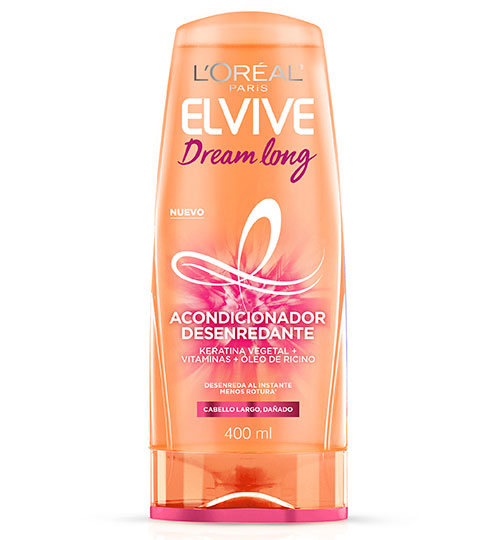 L'ORÉAL
PARIS
ELVIVE
Dream long
NUEVO
ACONDICIONADOR
DESENREDANTE
KERATINA VEGETAL +
VITAMINAS + ÓLEO DE RICINO
DESENREDA AL INSTANTE
MENOS ROTURA¹
CABELLO LARGO, DAÑADO
400 ml